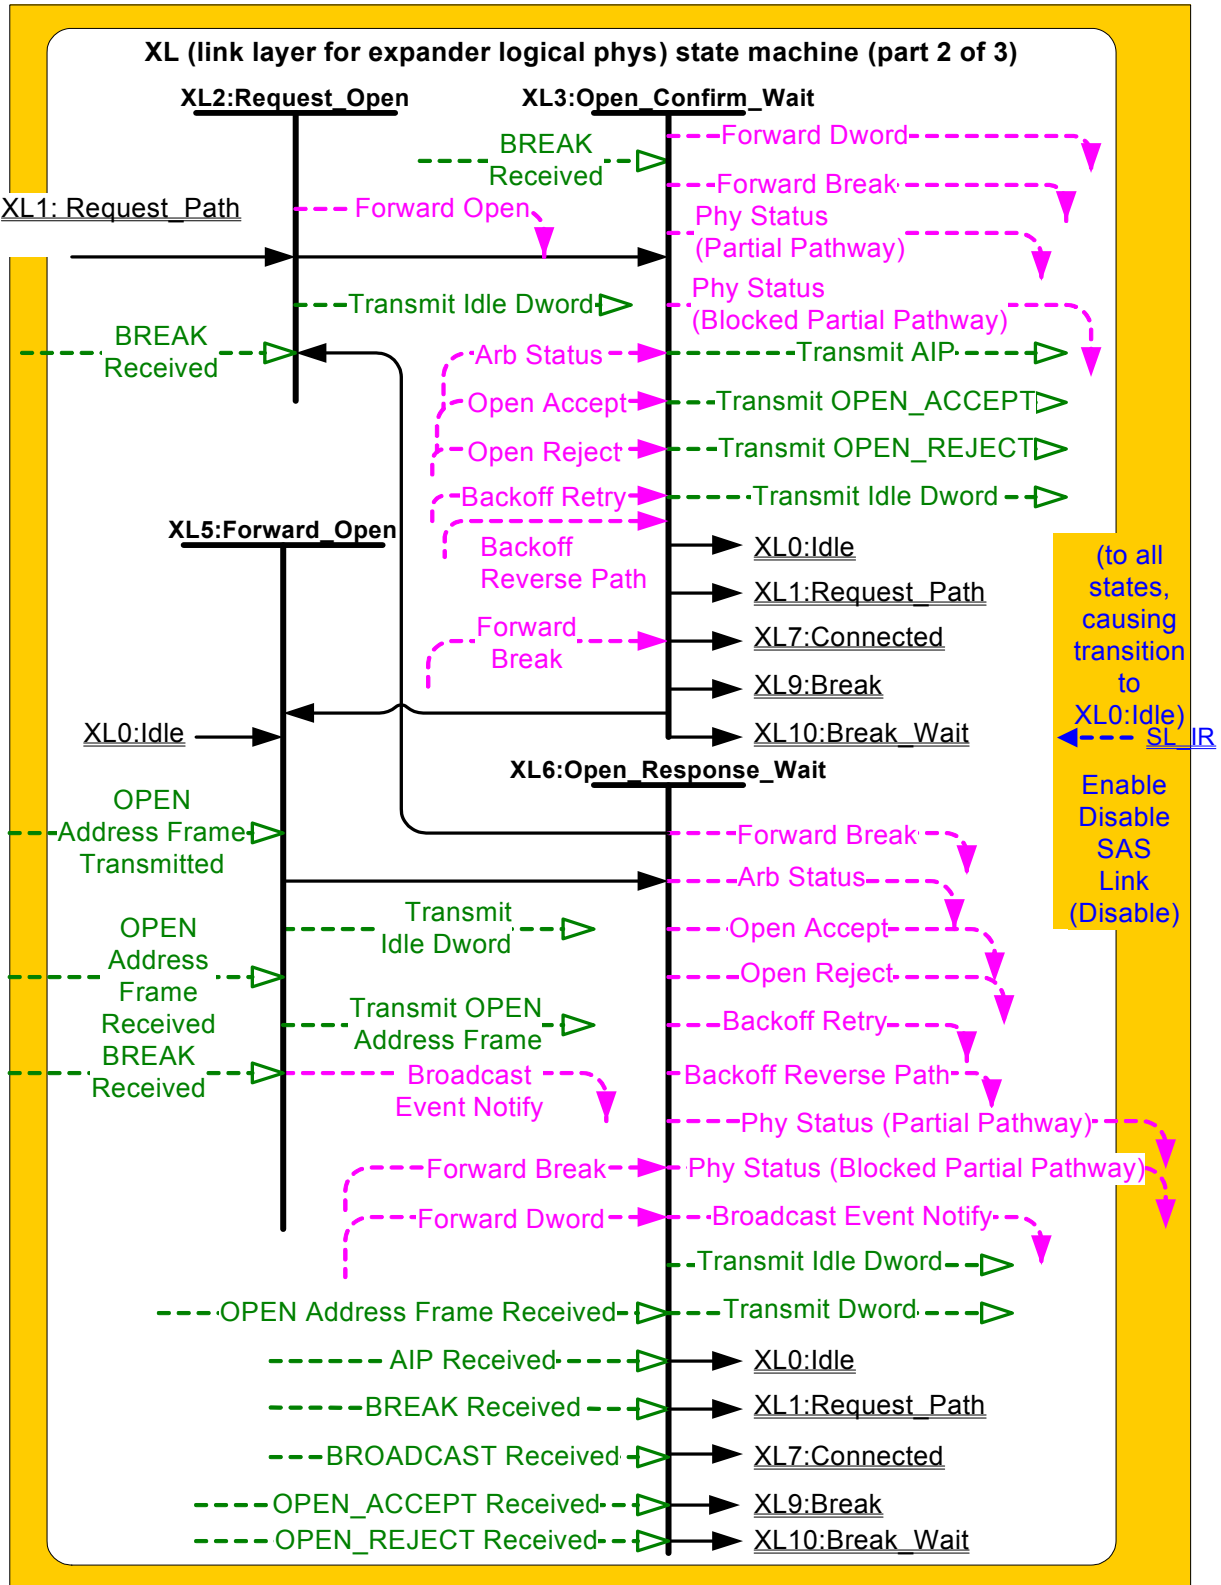 XL (link layer for expander logical phys) state machine (part 2 of 3)
XL2:Request_Open
XL3:Open_Confirm_Wait
Forward Dword
BREAK
Received
Forward Break
XL1: Request_Path
Forward Open
Phy Status
(Partial Pathway)
Transmit Idle Dword
Phy Status
(Blocked Partial Pathway)
BREAK
Received
Arb Status
Transmit AIP
Open Accept
Transmit OPEN_ACCEPT
Open Reject
Transmit OPEN_REJECT
Backoff Retry
Transmit Idle Dword
XL5:Forward_Open
Backoff
Reverse Path
XL0:Idle
XL1:Request_Path
Forward
Break
XL7:Connected
XL9:Break
XL0:Idle
XL10:Break_Wait
(to all
states,
causing
transition
to
XL0:Idle)
SL_IR
Enable
Disable
SAS
Link
(Disable)
XL6:Open_Response_Wait
OPEN
Address Frame
Transmitted
Forward Break
Arb Status
Transmit
Idle Dword
Open Accept
OPEN
Address
Frame
Received
Open Reject
Transmit OPEN
Address Frame
Backoff Retry
BREAK
Received
Broadcast
Event Notify
Backoff Reverse Path
Phy Status (Partial Pathway)
Forward Break
Phy Status (Blocked Partial Pathway)
Forward Dword
Broadcast Event Notify
Transmit Idle Dword
OPEN Address Frame Received
Transmit Dword
AIP Received
XL0:Idle
BREAK Received
XL1:Request_Path
BROADCAST Received
XL7:Connected
OPEN_ACCEPT Received
XL9:Break
OPEN_REJECT Received
XL10:Break_Wait